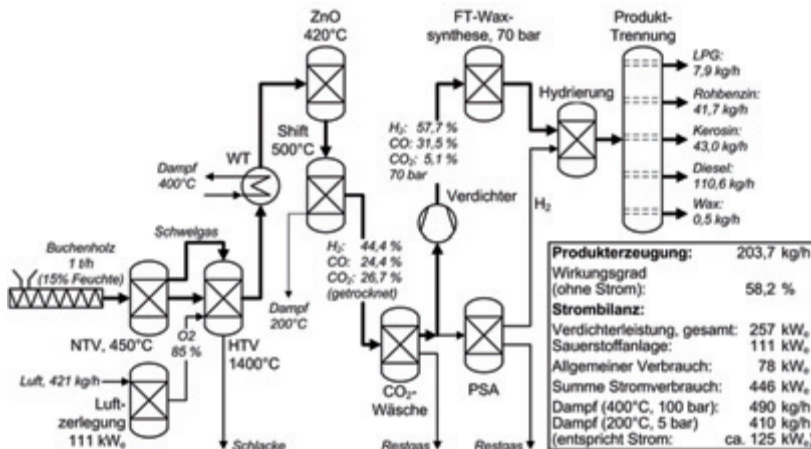 ZnO
420°C
FT-Wax-
synthese, 70 bar
Produkt-
Trennung
LPG:
7,9 kg/h
Hydrierung
Rohbenzin:
41,7 kg/h
Shift
500°C
H₂: 57,7 %
CO: 31,5 %
CO₂: 5,1 %
70 bar
Kerosin:
43,0 kg/h
WT
Dampf
400°C
Verdichter
H₂
Diesel:
110,6 kg/h
Wax:
0,5 kg/h
Schwelgas
Buchenholz
1 t/h
(15% Feuchte)
H₂: 44,4 %
CO: 24,4 %
CO₂: 26,7 %
(getrocknet)
Dampf
200°C
NTV, 450°C
O2
85 %
HTV
1400°C
Luft, 421 kg/h
Luft-
zerlegung
111 kWₑ
CO₂-
Wäsche
PSA
Schlacke
Restgas
Restgas
Produkterzeugung: 203,7 kg/h
Wirkungsgrad
(ohne Strom): 58,2 %
Strombilanz:
Verdichterleistung, gesamt: 257 kWₑ
Sauerstoffanlage: 111 kWₑ
Allgemeiner Verbrauch: 78 kWₑ
Summe Stromverbrauch: 446 kWₑ
Dampf (400°C, 100 bar): 490 kg/h
Dampf (200°C, 5 bar) 410 kg/h
(entspricht Strom: ca. 125 kWₑ)